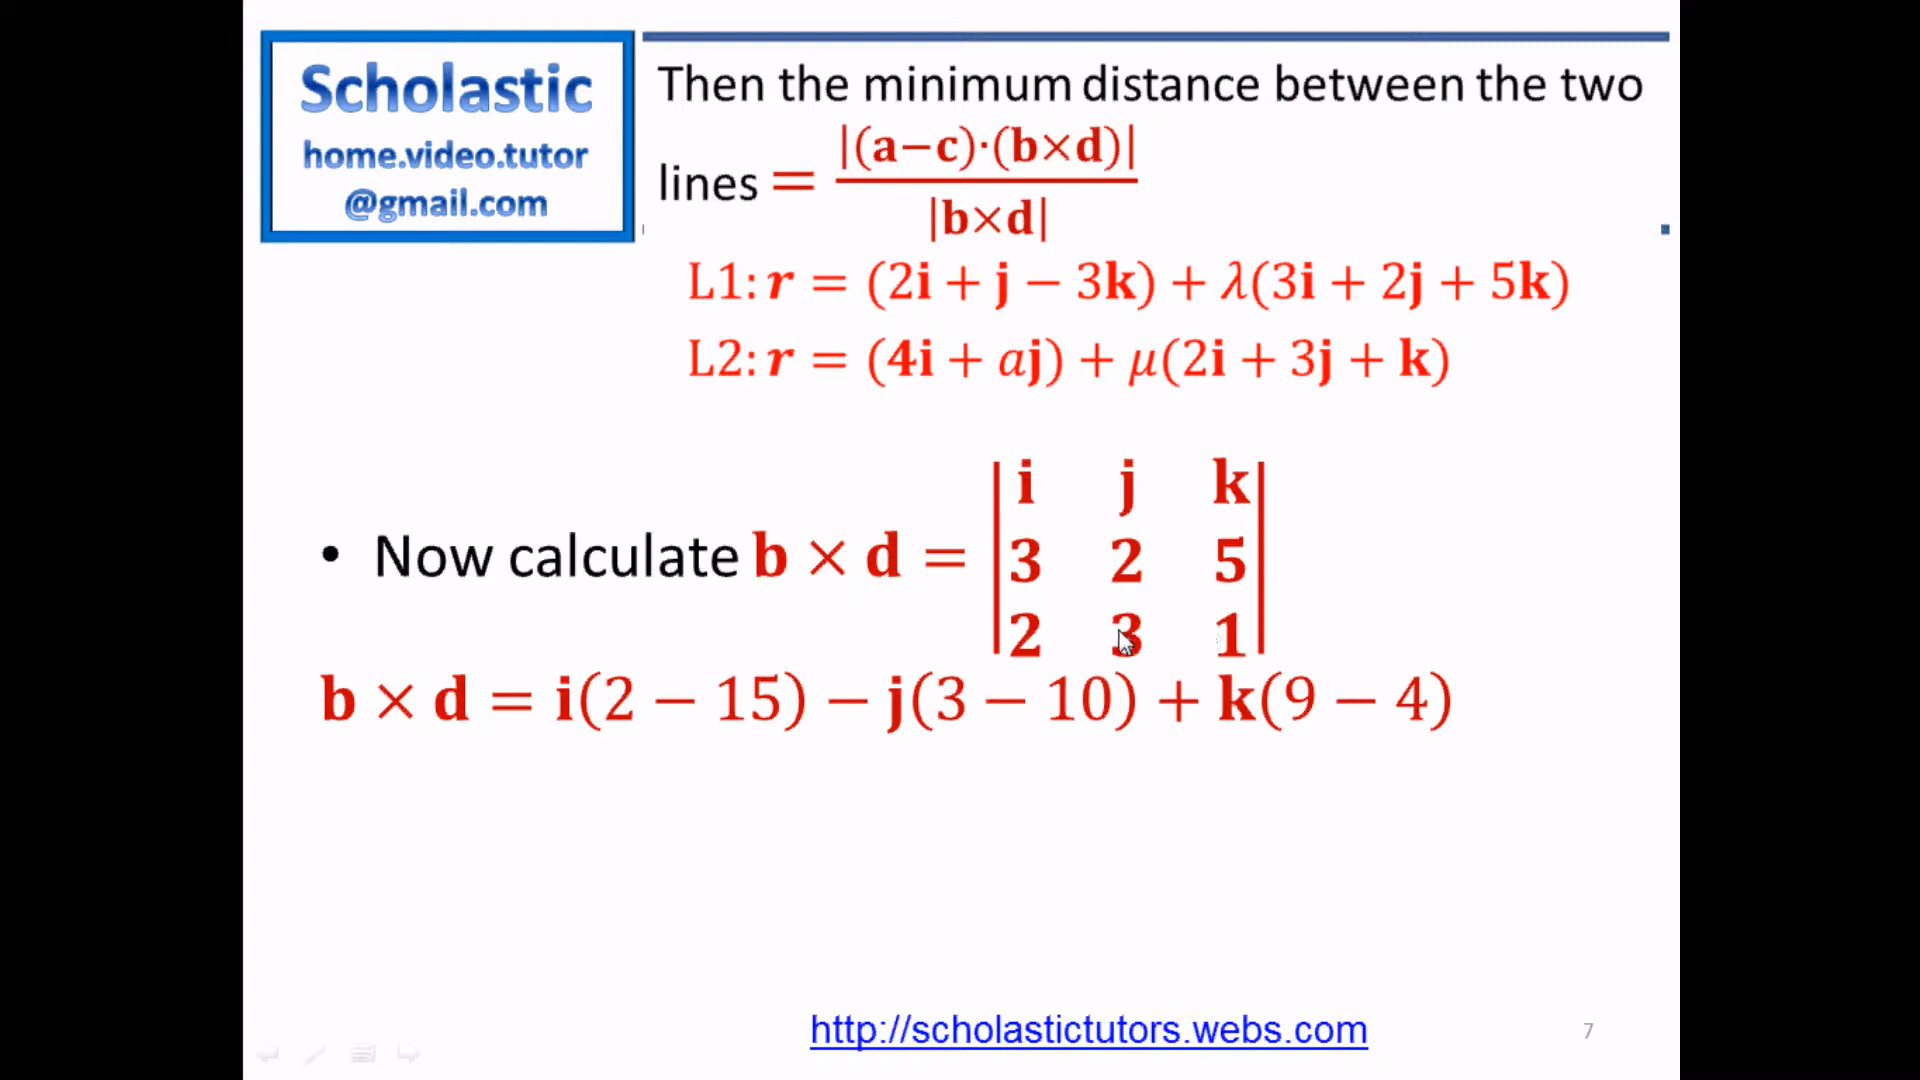 Scholastic
home.video.tutor
@gmail.com
Then the minimum distance between the two
lines = |(a−c)·(b×d)| / |b×d|
L1: r = (2i + j − 3k) + λ(3i + 2j + 5k)
L2: r = (4i + aj) + μ(2i + 3j + k)
i j k
• Now calculate b × d = 3 2 5
2 3 1
b × d = i(2 − 15) − j(3 − 10) + k(9 − 4)
http://scholastictutors.webs.com
7